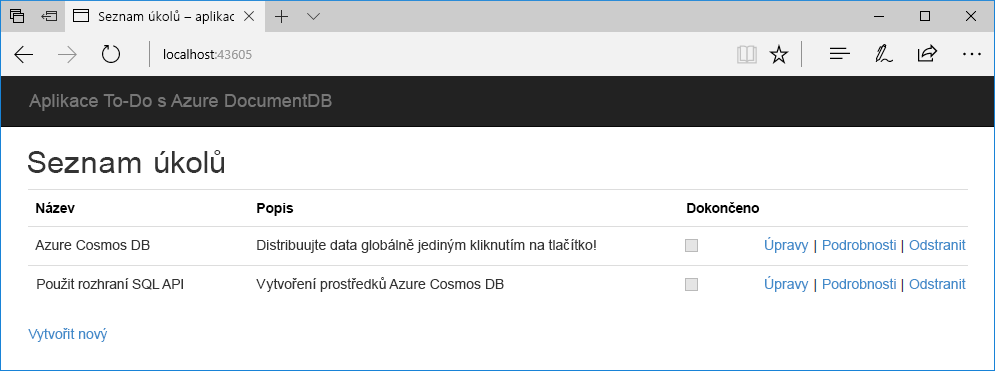 Seznam úkolů – aplikac
localhost:43605
Aplikace To-Do s Azure DocumentDB
Seznam úkolů
Název Popis Dokončeno
Azure Cosmos DB Distribuujte data globálně jediným kliknutím na tlačítko! Úpravy | Podrobnosti | Odstranit
Použit rozhraní SQL API Vytvoření prostředků Azure Cosmos DB Úpravy | Podrobnosti | Odstranit
Vytvořit nový